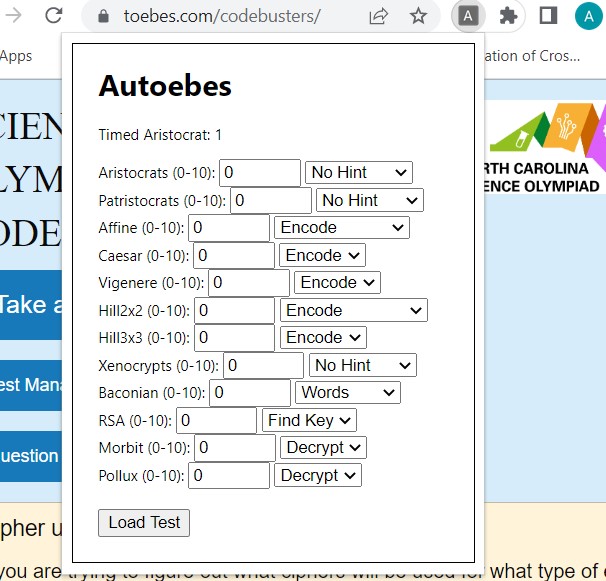 toebes.com/codebusters/
A
A
Apps
ation of Cros...
Autoebes
Timed Aristocrat: 1
Aristocrats (0-10): 0 No Hint
Patristocrats (0-10): 0 No Hint
Affine (0-10): 0 Encode
Caesar (0-10): 0 Encode
Vigenere (0-10): 0 Encode
Hill2x2 (0-10): 0 Encode
Hill3x3 (0-10): 0 Encode
Xenocrypts (0-10): 0 No Hint
Baconian (0-10): 0 Words
RSA (0-10): 0 Find Key
Morbit (0-10): 0 Decrypt
Pollux (0-10): 0 Decrypt
Load Test
CIEN
LYM
ODE
RTH CAROLINA
ENCE OLYMPIAD
Take a
est Mana
uestion
ipher u
you are trying to figure out what ciphers will be used for what type of e